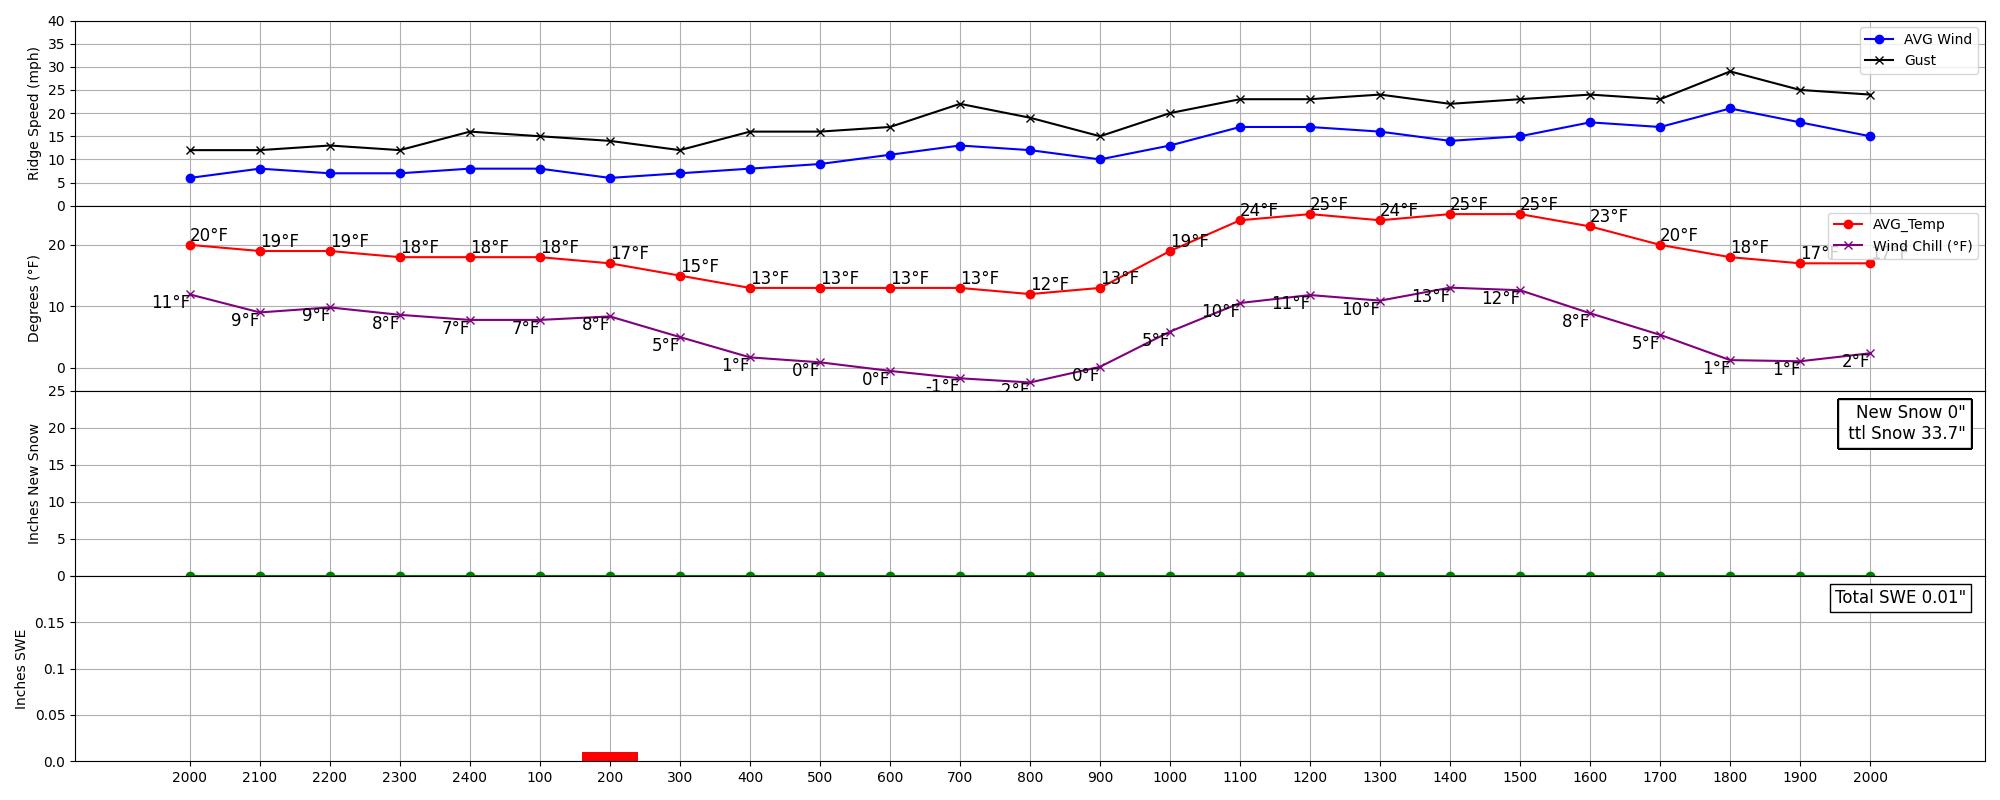 40
35
30
25
20
15
10
5
0
Ridge Speed (mph)
AVG Wind
Gust
20
10
0
Degrees (°F)
AVG_Temp
Wind Chill (°F)
20°F 19°F 19°F 18°F 18°F 18°F 17°F 15°F 13°F 13°F 13°F 13°F 12°F 13°F 19°F 24°F 25°F 24°F 25°F 25°F 23°F 20°F 18°F 17°F 17°F
11°F 9°F 9°F 8°F 7°F 7°F 8°F 5°F 1°F 0°F 0°F -1°F 2°F 0°F 5°F 10°F 11°F 10°F 13°F 12°F 8°F 5°F 1°F 1°F 2°F
25
20
15
10
5
0
Inches New Snow
New Snow 0"
ttl Snow 33.7"
0.15
0.1
0.05
0.0
Inches SWE
Total SWE 0.01"
2000 2100 2200 2300 2400 100 200 300 400 500 600 700 800 900 1000 1100 1200 1300 1400 1500 1600 1700 1800 1900 2000